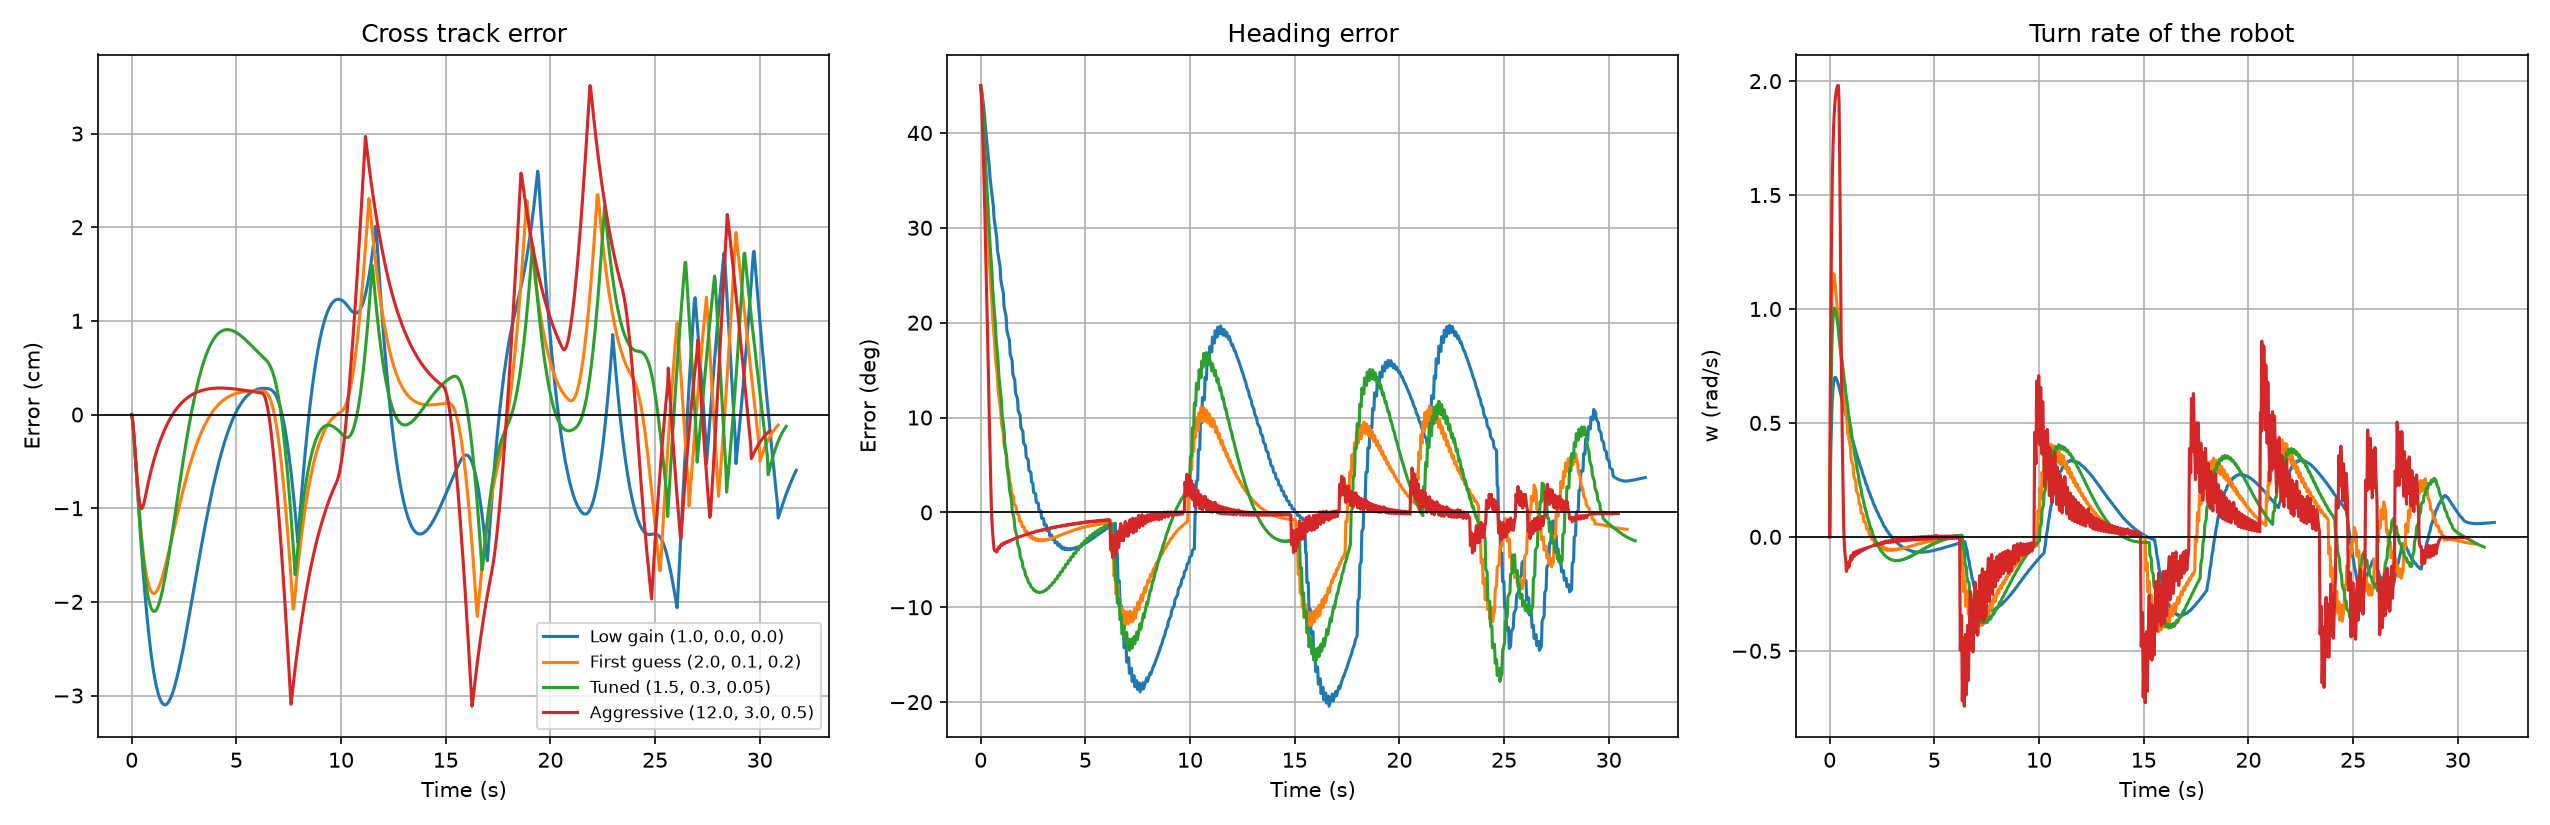 Cross track error
Error (cm)
3
2
1
0
−1
−2
−3
0 5 10 15 20 25 30
Time (s)
Low gain (1.0, 0.0, 0.0)
First guess (2.0, 0.1, 0.2)
Tuned (1.5, 0.3, 0.05)
Aggressive (12.0, 3.0, 0.5)
Heading error
Error (deg)
40
30
20
10
0
−10
−20
0 5 10 15 20 25 30
Time (s)
Turn rate of the robot
w (rad/s)
2.0
1.5
1.0
0.5
0.0
−0.5
0 5 10 15 20 25 30
Time (s)